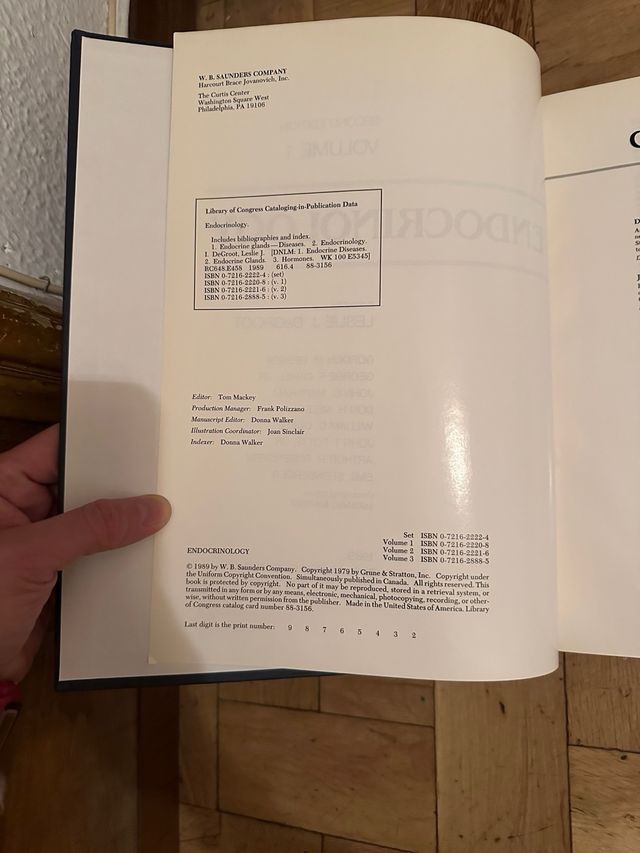 W. B. SAUNDERS COMPANY
Harcourt Brace Jovanovich, Inc.
The Curtis Center
Washington Square West
Philadelphia, PA 19106
Library of Congress Cataloging-in-Publication Data
Endocrinology.
Includes bibliographies and index.
1. Endocrine glands—Diseases. 2. Endocrinology.
I. DeGroot, Leslie J. [DNLM: 1. Endocrine Diseases.
2. Endocrine Glands. 3. Hormones. WK 100 E5345]
RC648.E458 1989 616.4 88-3156
ISBN 0-7216-2222-4 : (set)
ISBN 0-7216-2220-8 : (v. 1)
ISBN 0-7216-2221-6 : (v. 2)
ISBN 0-7216-2888-5 : (v. 3)
Editor: Tom Mackey
Production Manager: Frank Polizzano
Manuscript Editor: Donna Walker
Illustration Coordinator: Joan Sinclair
Indexer: Donna Walker
Set ISBN 0-7216-2222-4
Volume 1 ISBN 0-7216-2220-8
Volume 2 ISBN 0-7216-2221-6
Volume 3 ISBN 0-7216-2888-5
ENDOCRINOLOGY
© 1989 by W. B. Saunders Company. Copyright 1979 by Grune & Stratton, Inc. Copyright under
the Uniform Copyright Convention. Simultaneously published in Canada. All rights reserved. This
book is protected by copyright. No part of it may be reproduced, stored in a retrieval system, or
transmitted in any form or by any means, electronic, mechanical, photocopying, recording, or other-
wise, without written permission from the publisher. Made in the United States of America. Library
of Congress catalog card number 88-3156.
Last digit is the print number: 9 8 7 6 5 4 3 2